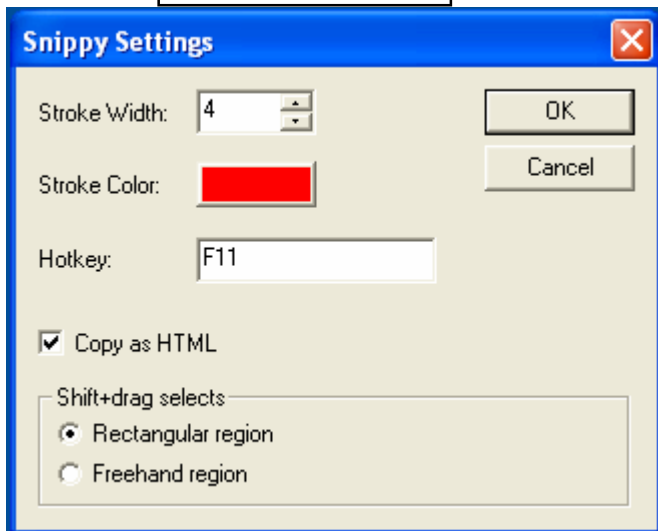 Snippy Settings
Stroke Width: 4 OK
Cancel
Stroke Color:
Hotkey: F11
Copy as HTML
Shift+drag selects
Rectangular region
Freehand region